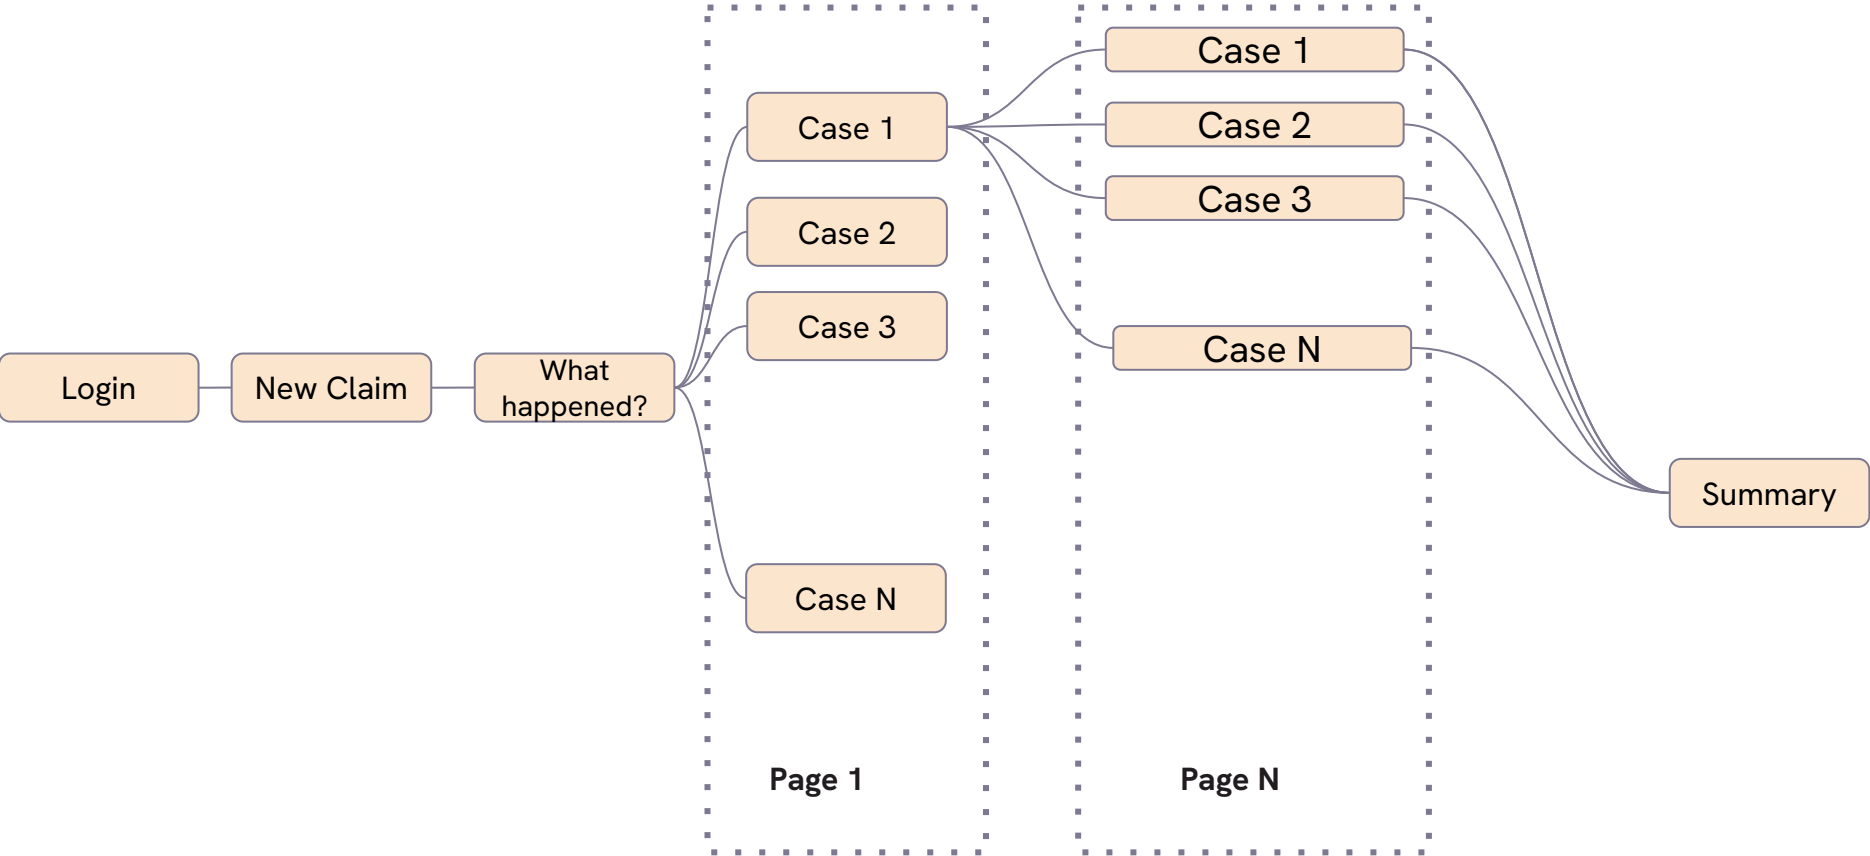 Login
New Claim
What
happened?
Case 1
Case 2
Case 3
Case N
Page 1
Case 1
Case 2
Case 3
Case N
Page N
Summary